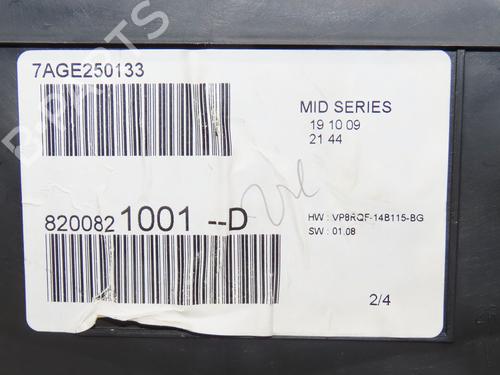 7AGE250133
MID SERIES
19 10 09
21 44
820082 1001 --D
HW : VP8RQF-14B115-BG
SW : 01.08
2/4
B-PARTS